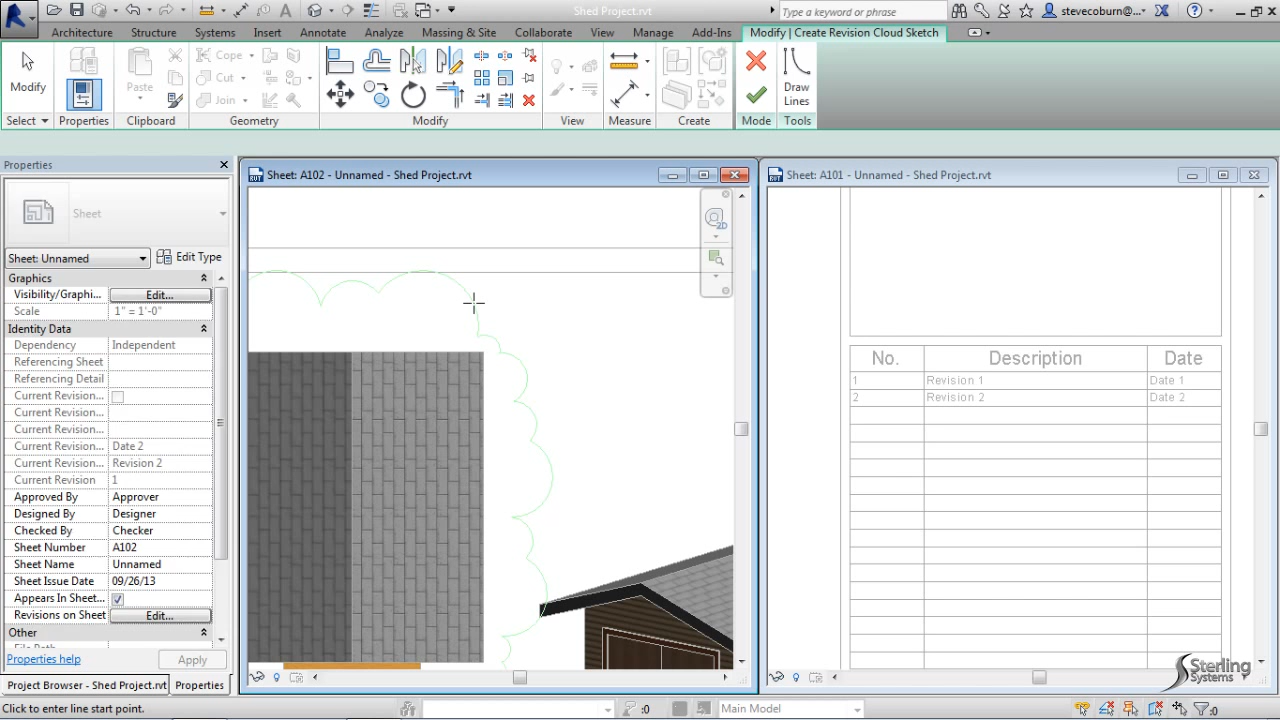 Shed Project.rvt
Type a keyword or phrase
stevecoburn@...
Architecture Structure Systems Insert Annotate Analyze Massing & Site Collaborate View Manage Add-Ins Modify | Create Revision Cloud Sketch
Modify
Paste
Cope
Cut
Join
Draw
Lines
Select Properties Clipboard Geometry Modify View Measure Create Mode Tools
Properties
Sheet
Sheet: Unnamed
Edit Type
Graphics
Visibility/Graphi... Edit...
Scale 1" = 1'-0"
Identity Data
Dependency Independent
Referencing Sheet
Referencing Detail
Current Revision...
Current Revision...
Current Revision...
Current Revision... Date 2
Current Revision... Revision 2
Current Revision 1
Approved By Approver
Designed By Designer
Checked By Checker
Sheet Number A102
Sheet Name Unnamed
Sheet Issue Date 09/26/13
Appears In Sheet...
Revisions on Sheet Edit...
Other
File Path
Properties help
Apply
Project Browser - Shed Project.rvt Properties
Sheet: A102 - Unnamed - Shed Project.rvt
2D
Sheet: A101 - Unnamed - Shed Project.rvt
No. Description Date
1 Revision 1 Date 1
2 Revision 2 Date 2
Sterling
Systems
Click to enter line start point.
:0
Main Model
:0